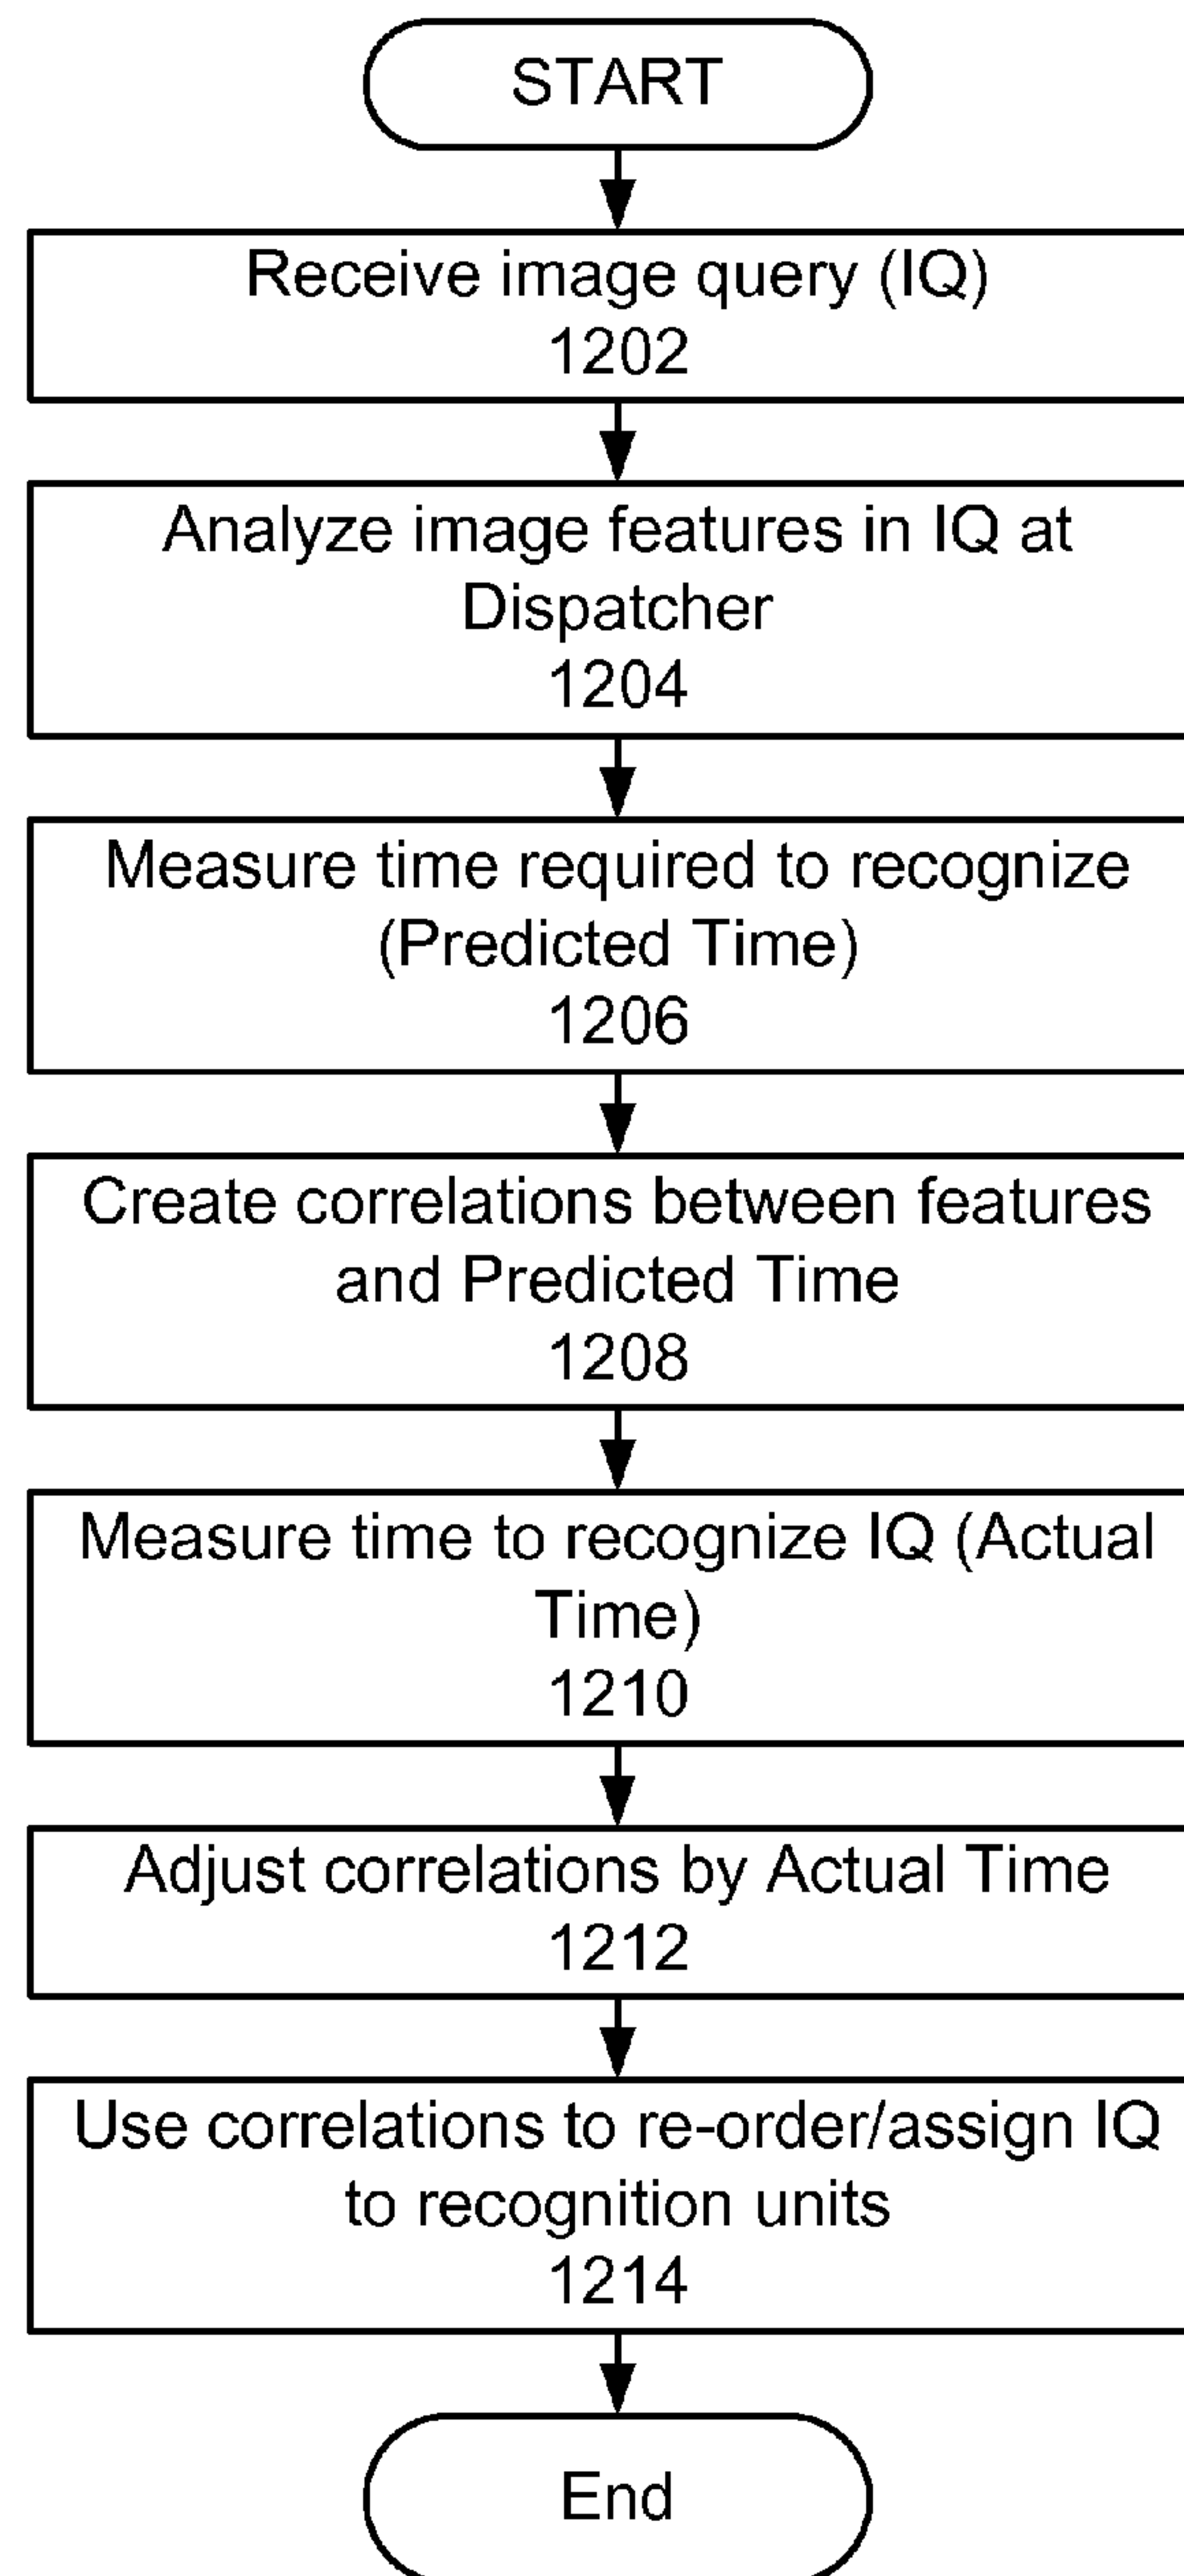 START
Receive image query (IQ)
1202
Analyze image features in IQ at
Dispatcher
1204
Measure time required to recognize
(Predicted Time)
1206
Create correlations between features
and Predicted Time
1208
Measure time to recognize IQ (Actual
Time)
1210
Adjust correlations by Actual Time
1212
Use correlations to re-order/assign IQ
to recognition units
1214
End